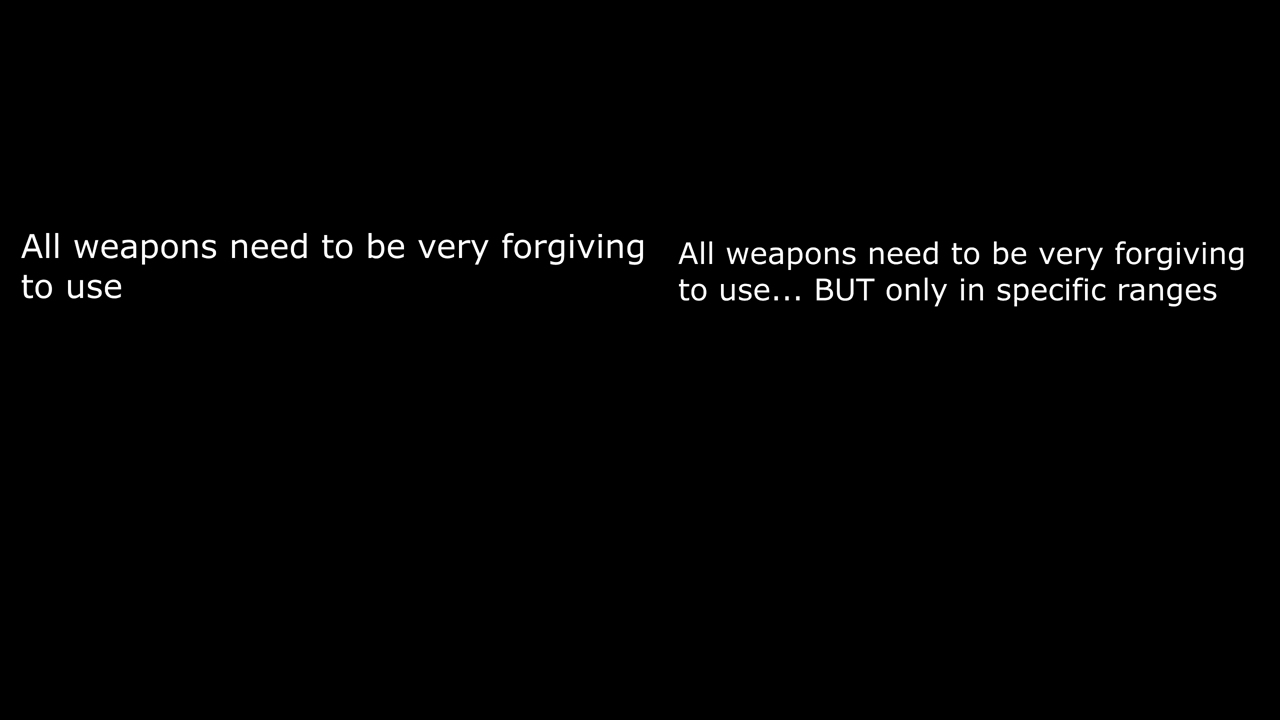 All weapons need to be very forgiving
to use
All weapons need to be very forgiving
to use... BUT only in specific ranges